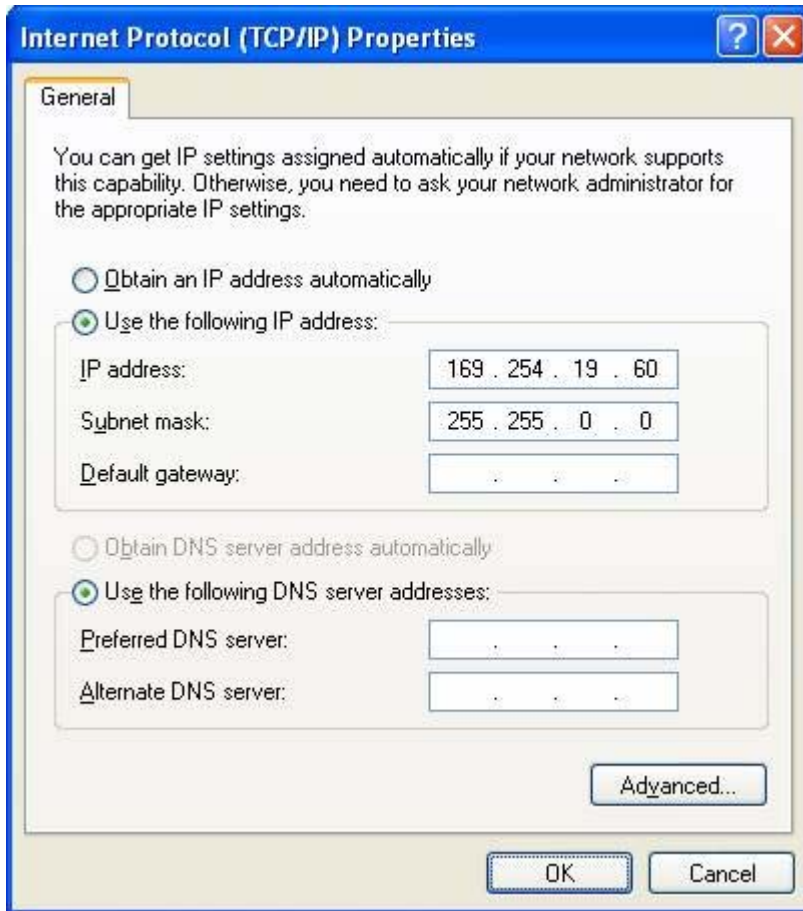 Internet Protocol (TCP/IP) Properties
General
You can get IP settings assigned automatically if your network supports
this capability. Otherwise, you need to ask your network administrator for
the appropriate IP settings.
Obtain an IP address automatically
Use the following IP address:
IP address: 169 . 254 . 19 . 60
Subnet mask: 255 . 255 . 0 . 0
Default gateway: . . .
Obtain DNS server address automatically
Use the following DNS server addresses:
Preferred DNS server: . . .
Alternate DNS server: . . .
Advanced...
OK Cancel